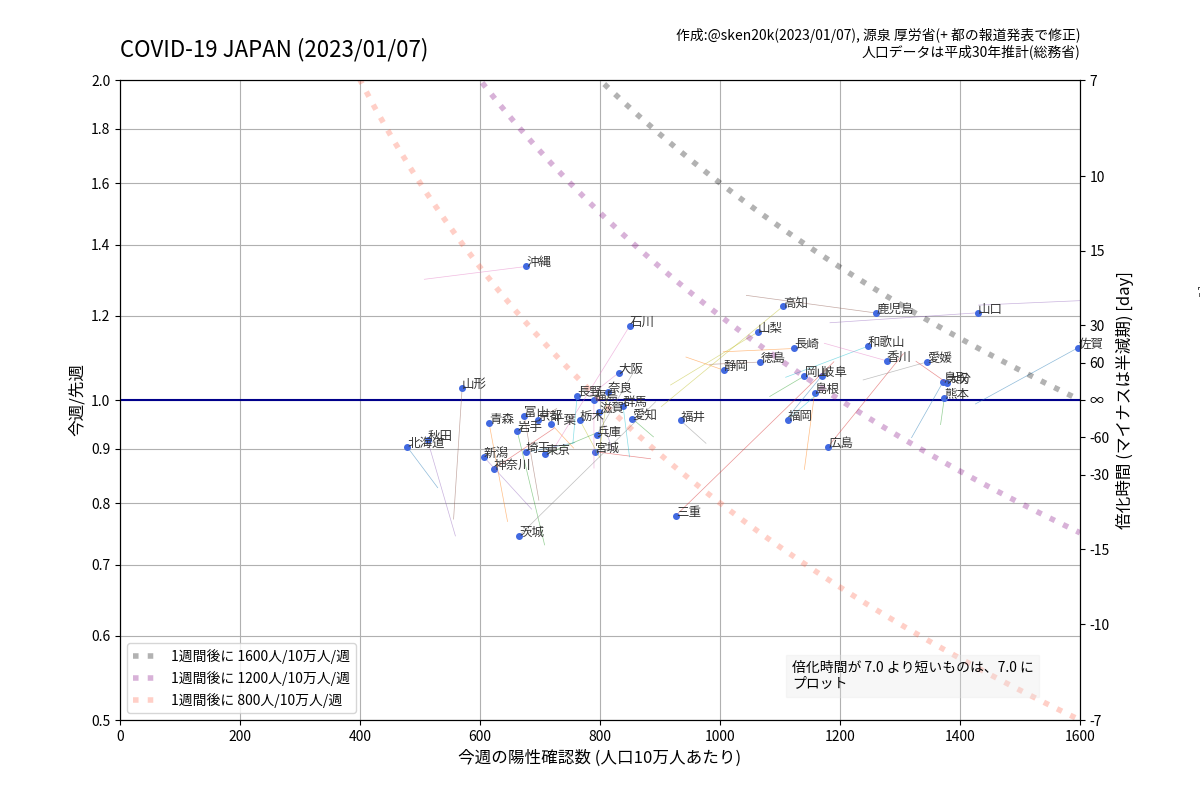 COVID-19 JAPAN (2023/01/07)
作成:@sken20k(2023/01/07), 源泉 厚労省(+ 都の報道発表で修正)
人口データは平成30年推計(総務省)
今週/先週
2.0
1.8
1.6
1.4
1.2
1.0
0.9
0.8
0.7
0.6
0.5
7
10
15
30
60
∞
-60
-30
-15
-10
-7
倍化時間 (マイナスは半減期) [day]
沖縄
高知
鹿児島
山口
石川
山梨
長崎
和歌山
佐賀
静岡
徳島
香川
愛媛
大阪
岡山
岐阜
鳥取
大分
山形
長野
奈良
島根
熊本
群馬
滋賀
青森
富山
京都
千葉
岩手
栃木
愛知
福井
福岡
兵庫
秋田
北海道
新潟
埼玉
東京
宮城
広島
神奈川
三重
茨城
1週間後に 1600人/10万人/週
1週間後に 1200人/10万人/週
1週間後に 800人/10万人/週
倍化時間が 7.0 より短いものは、7.0 に
プロット
0
200
400
600
800
1000
1200
1400
1600
今週の陽性確認数 (人口10万人あたり)